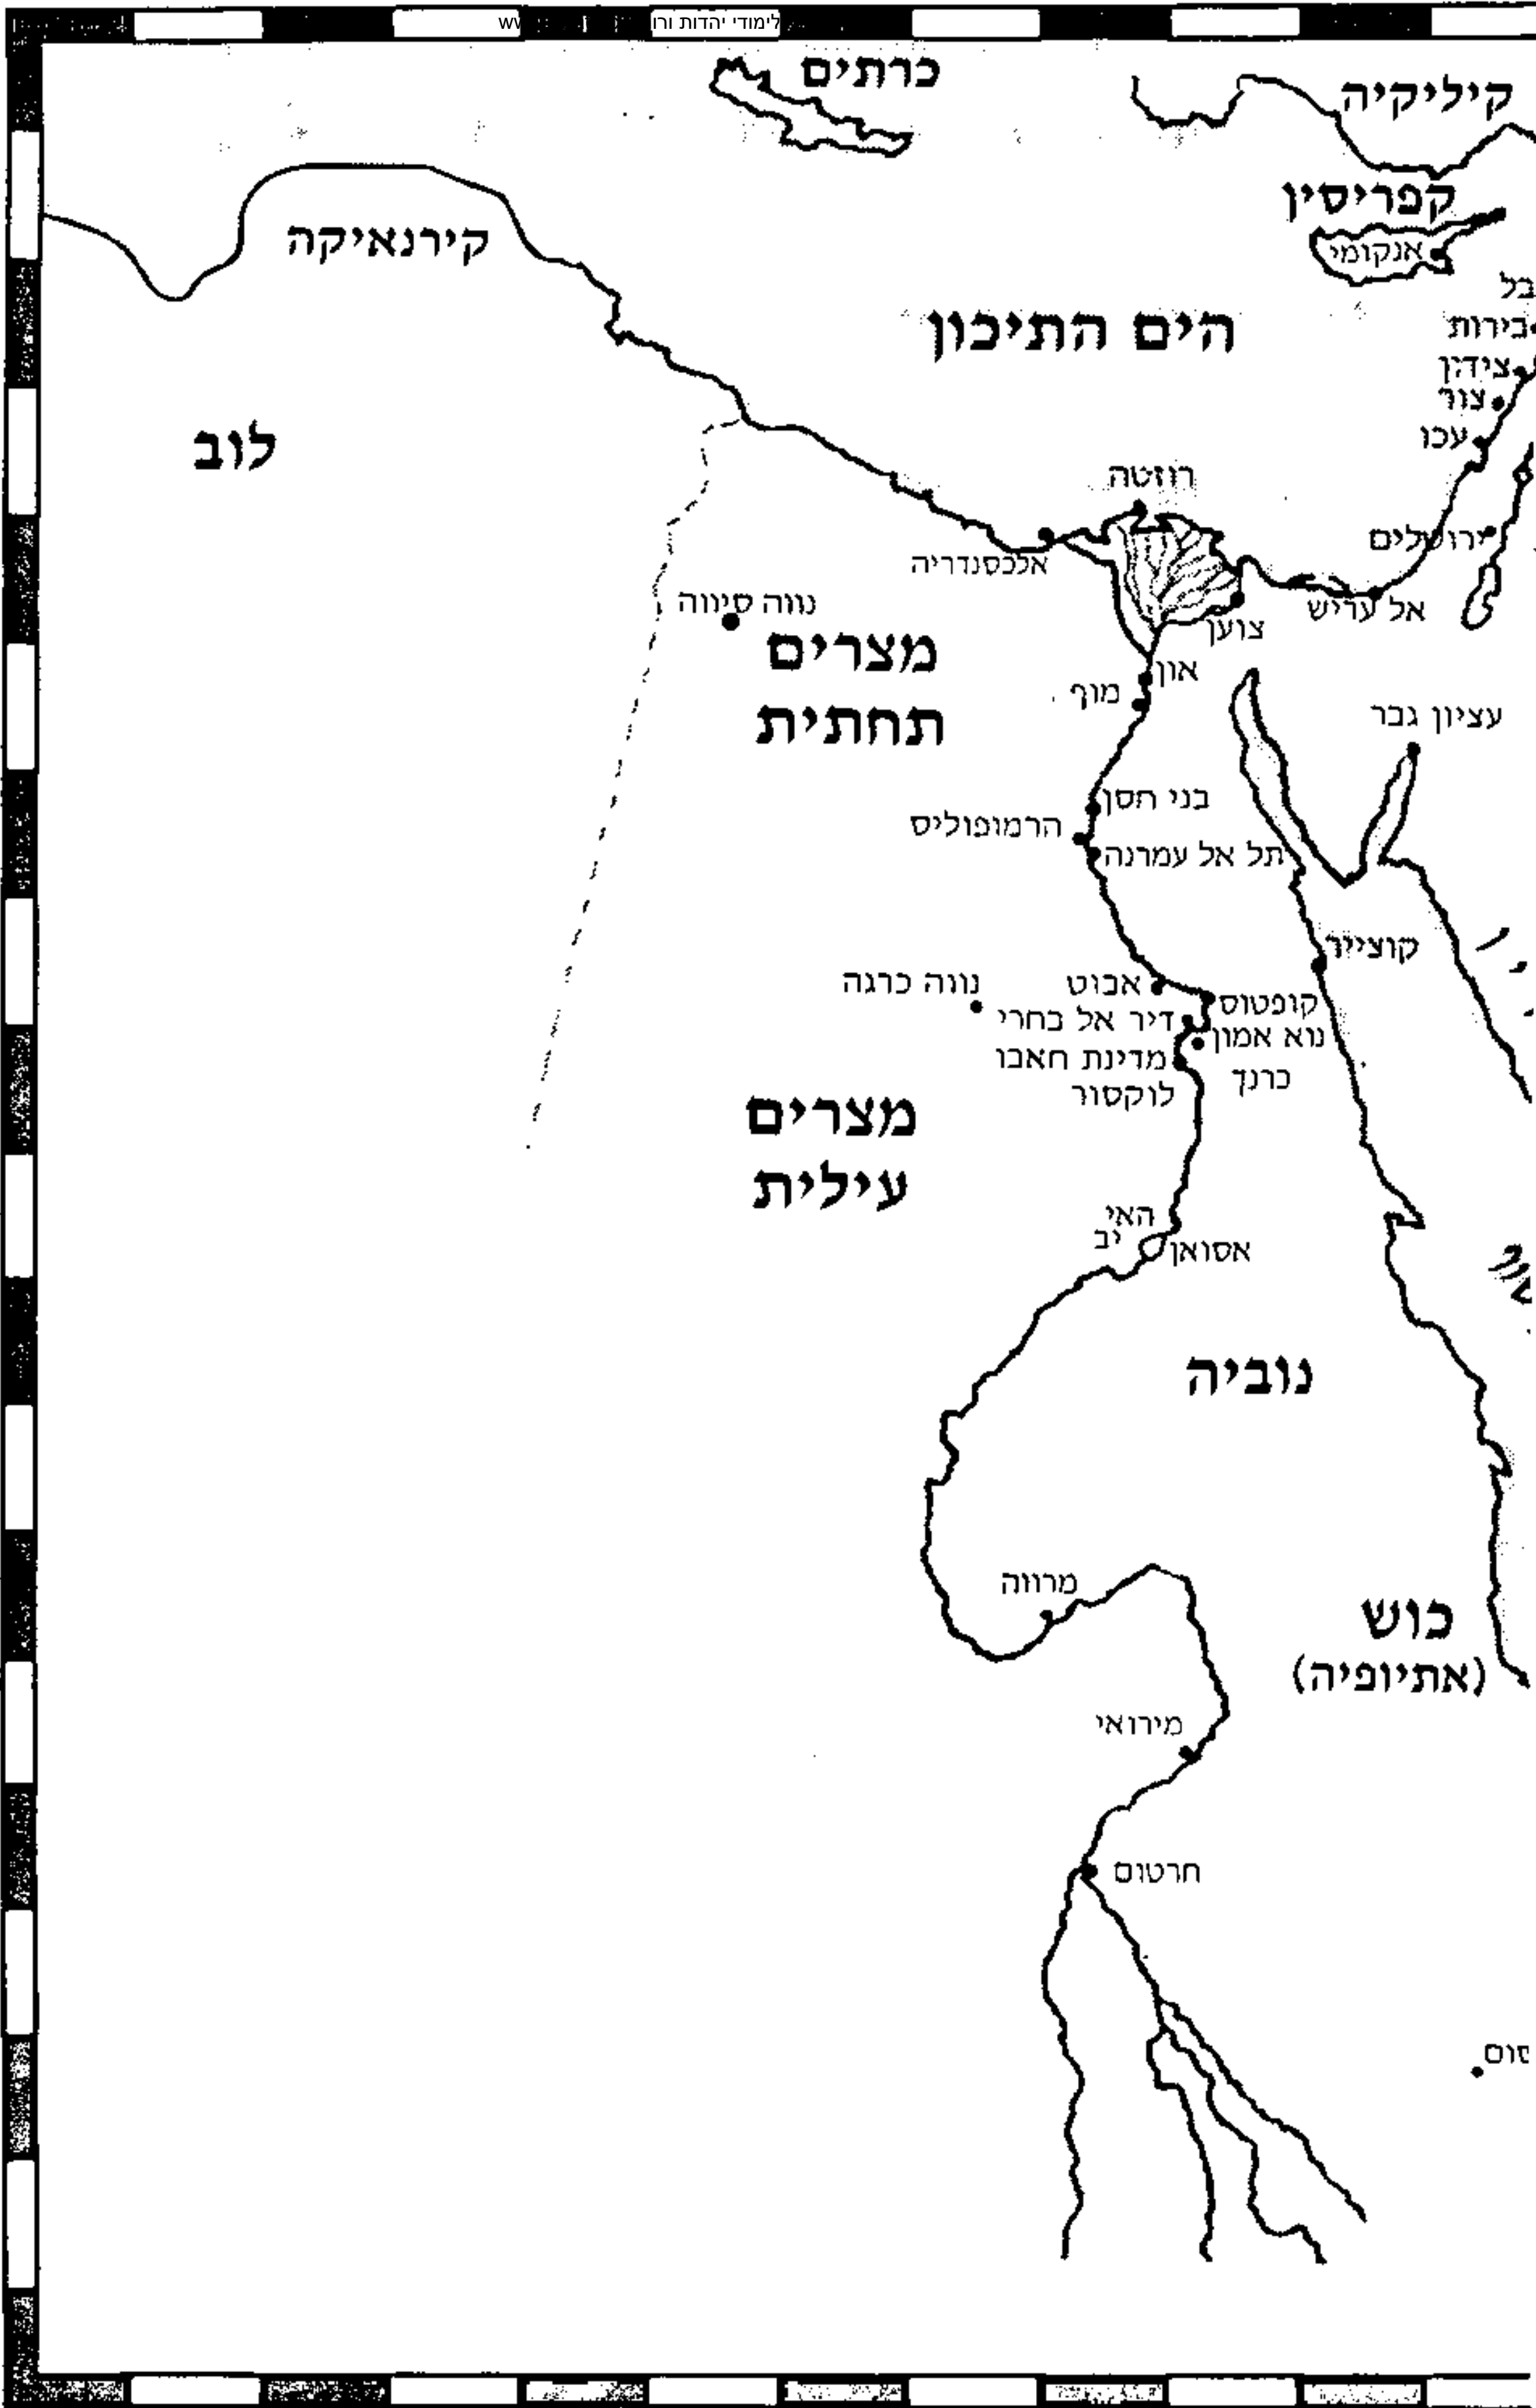 לימודי יהדות
כרתים
קיליקיה
קפריסין
אנקומי
קירנאיקה
הים התיכון
בירות
צידון
צור
עכו
לוב
רוזטה
ירושלים
אלכסנדריה
אל עריש
צוען
נווה סיווה
מצרים
תחתית
און
מוף
עציון גבר
בני חסן
הרמופוליס
תל אל עמרנה
קוצייר
נווה כרגה
אבוט
קופטוס
דיר אל בחרי
נוא אמון
מדינת חאבו
כרנך
לוקסור
מצרים
עילית
האי
יב
אסואן
נוביה
מרווה
כוש
(אתיופיה)
מירואי
חרטום